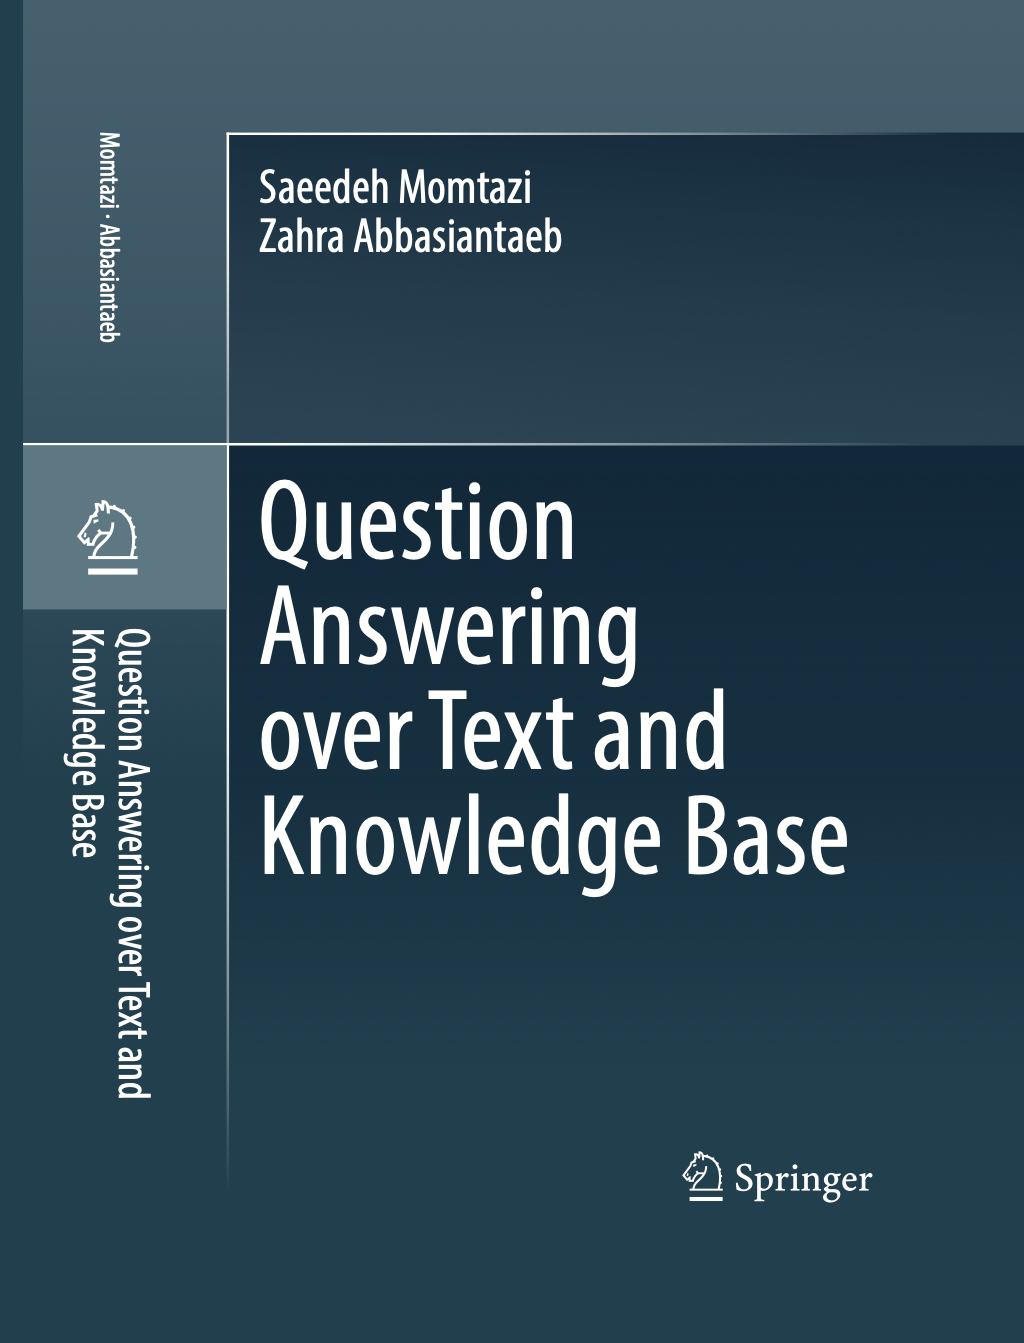 Momtazi · Abbasiantaeb
Question Answering over Text and
Knowledge Base
Saeedeh Momtazi
Zahra Abbasiantaeb
Question
Answering
over Text and
Knowledge Base
Springer